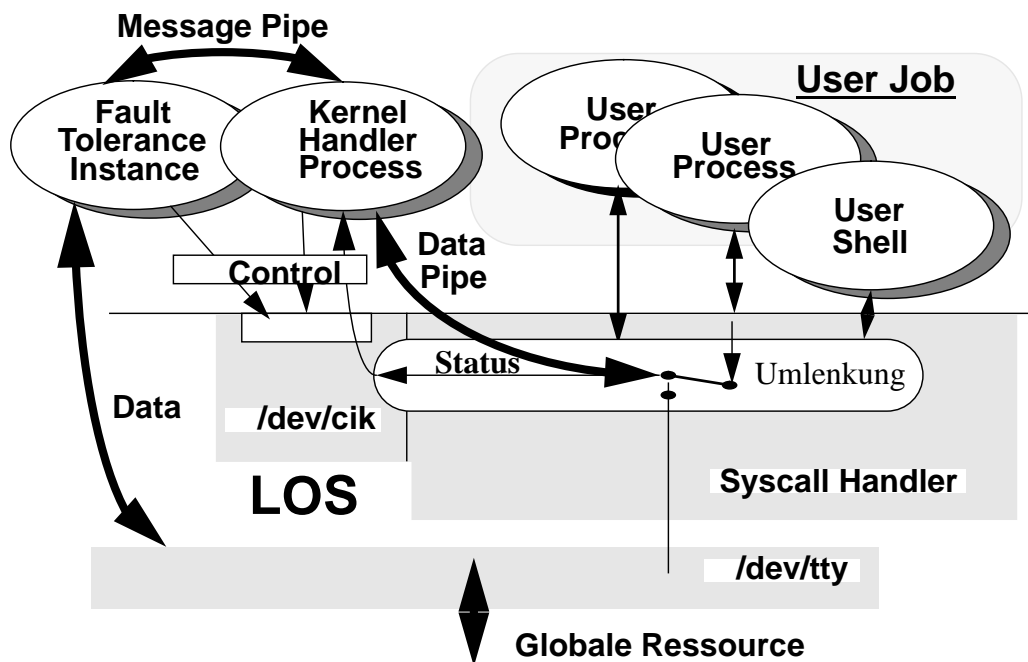 Message Pipe
User Job
Fault
Tolerance
Instance
Kernel
Handler
Process
User
Process
User
Process
User
Shell
Data
Pipe
Control
Status
Umlenkung
Data
/dev/cik
LOS
Syscall Handler
/dev/tty
Globale Ressource